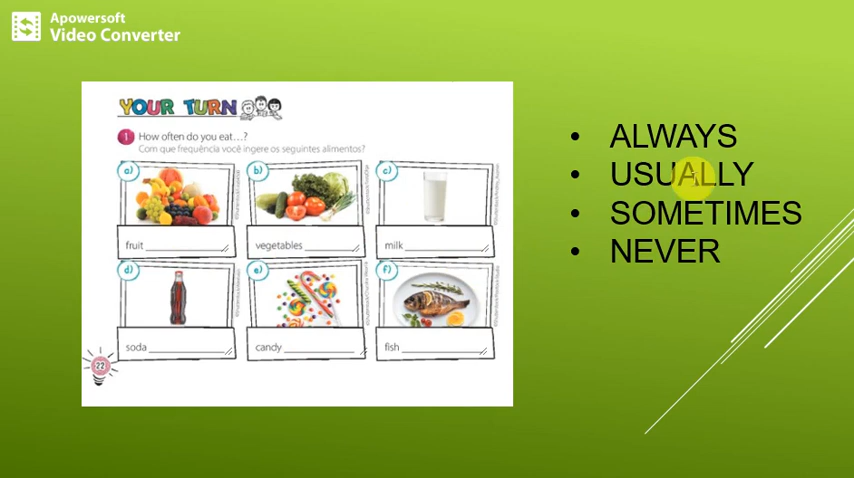 Apowersoft
Video Converter
YOUR TURN
1 How often do you eat...?
Com que frequência você ingere os seguintes alimentos?
a)
b)
c)
fruit
vegetables
milk
d)
e)
f)
soda
candy
fish
22
• ALWAYS
• USUALLY
• SOMETIMES
• NEVER